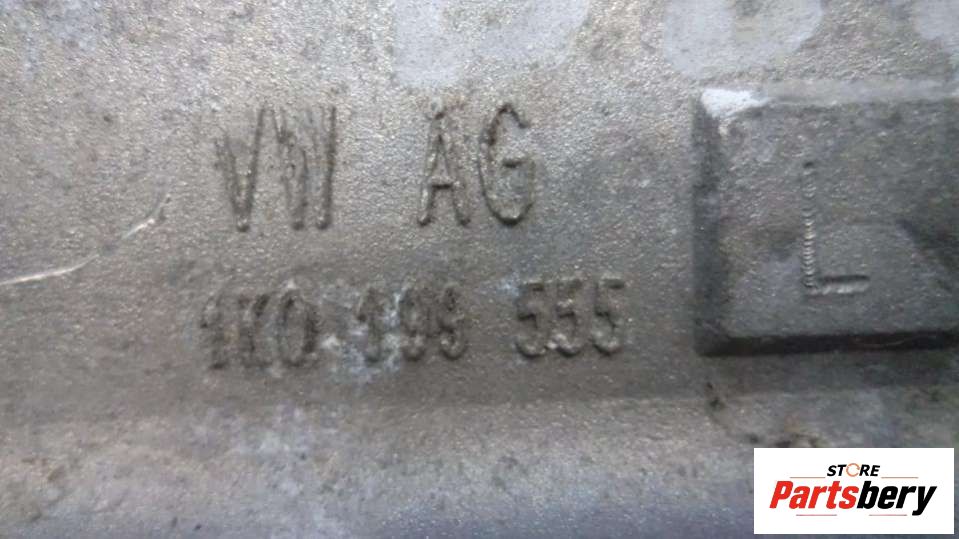 VW AG
1K0 199 555
L
STORE
Partsbery